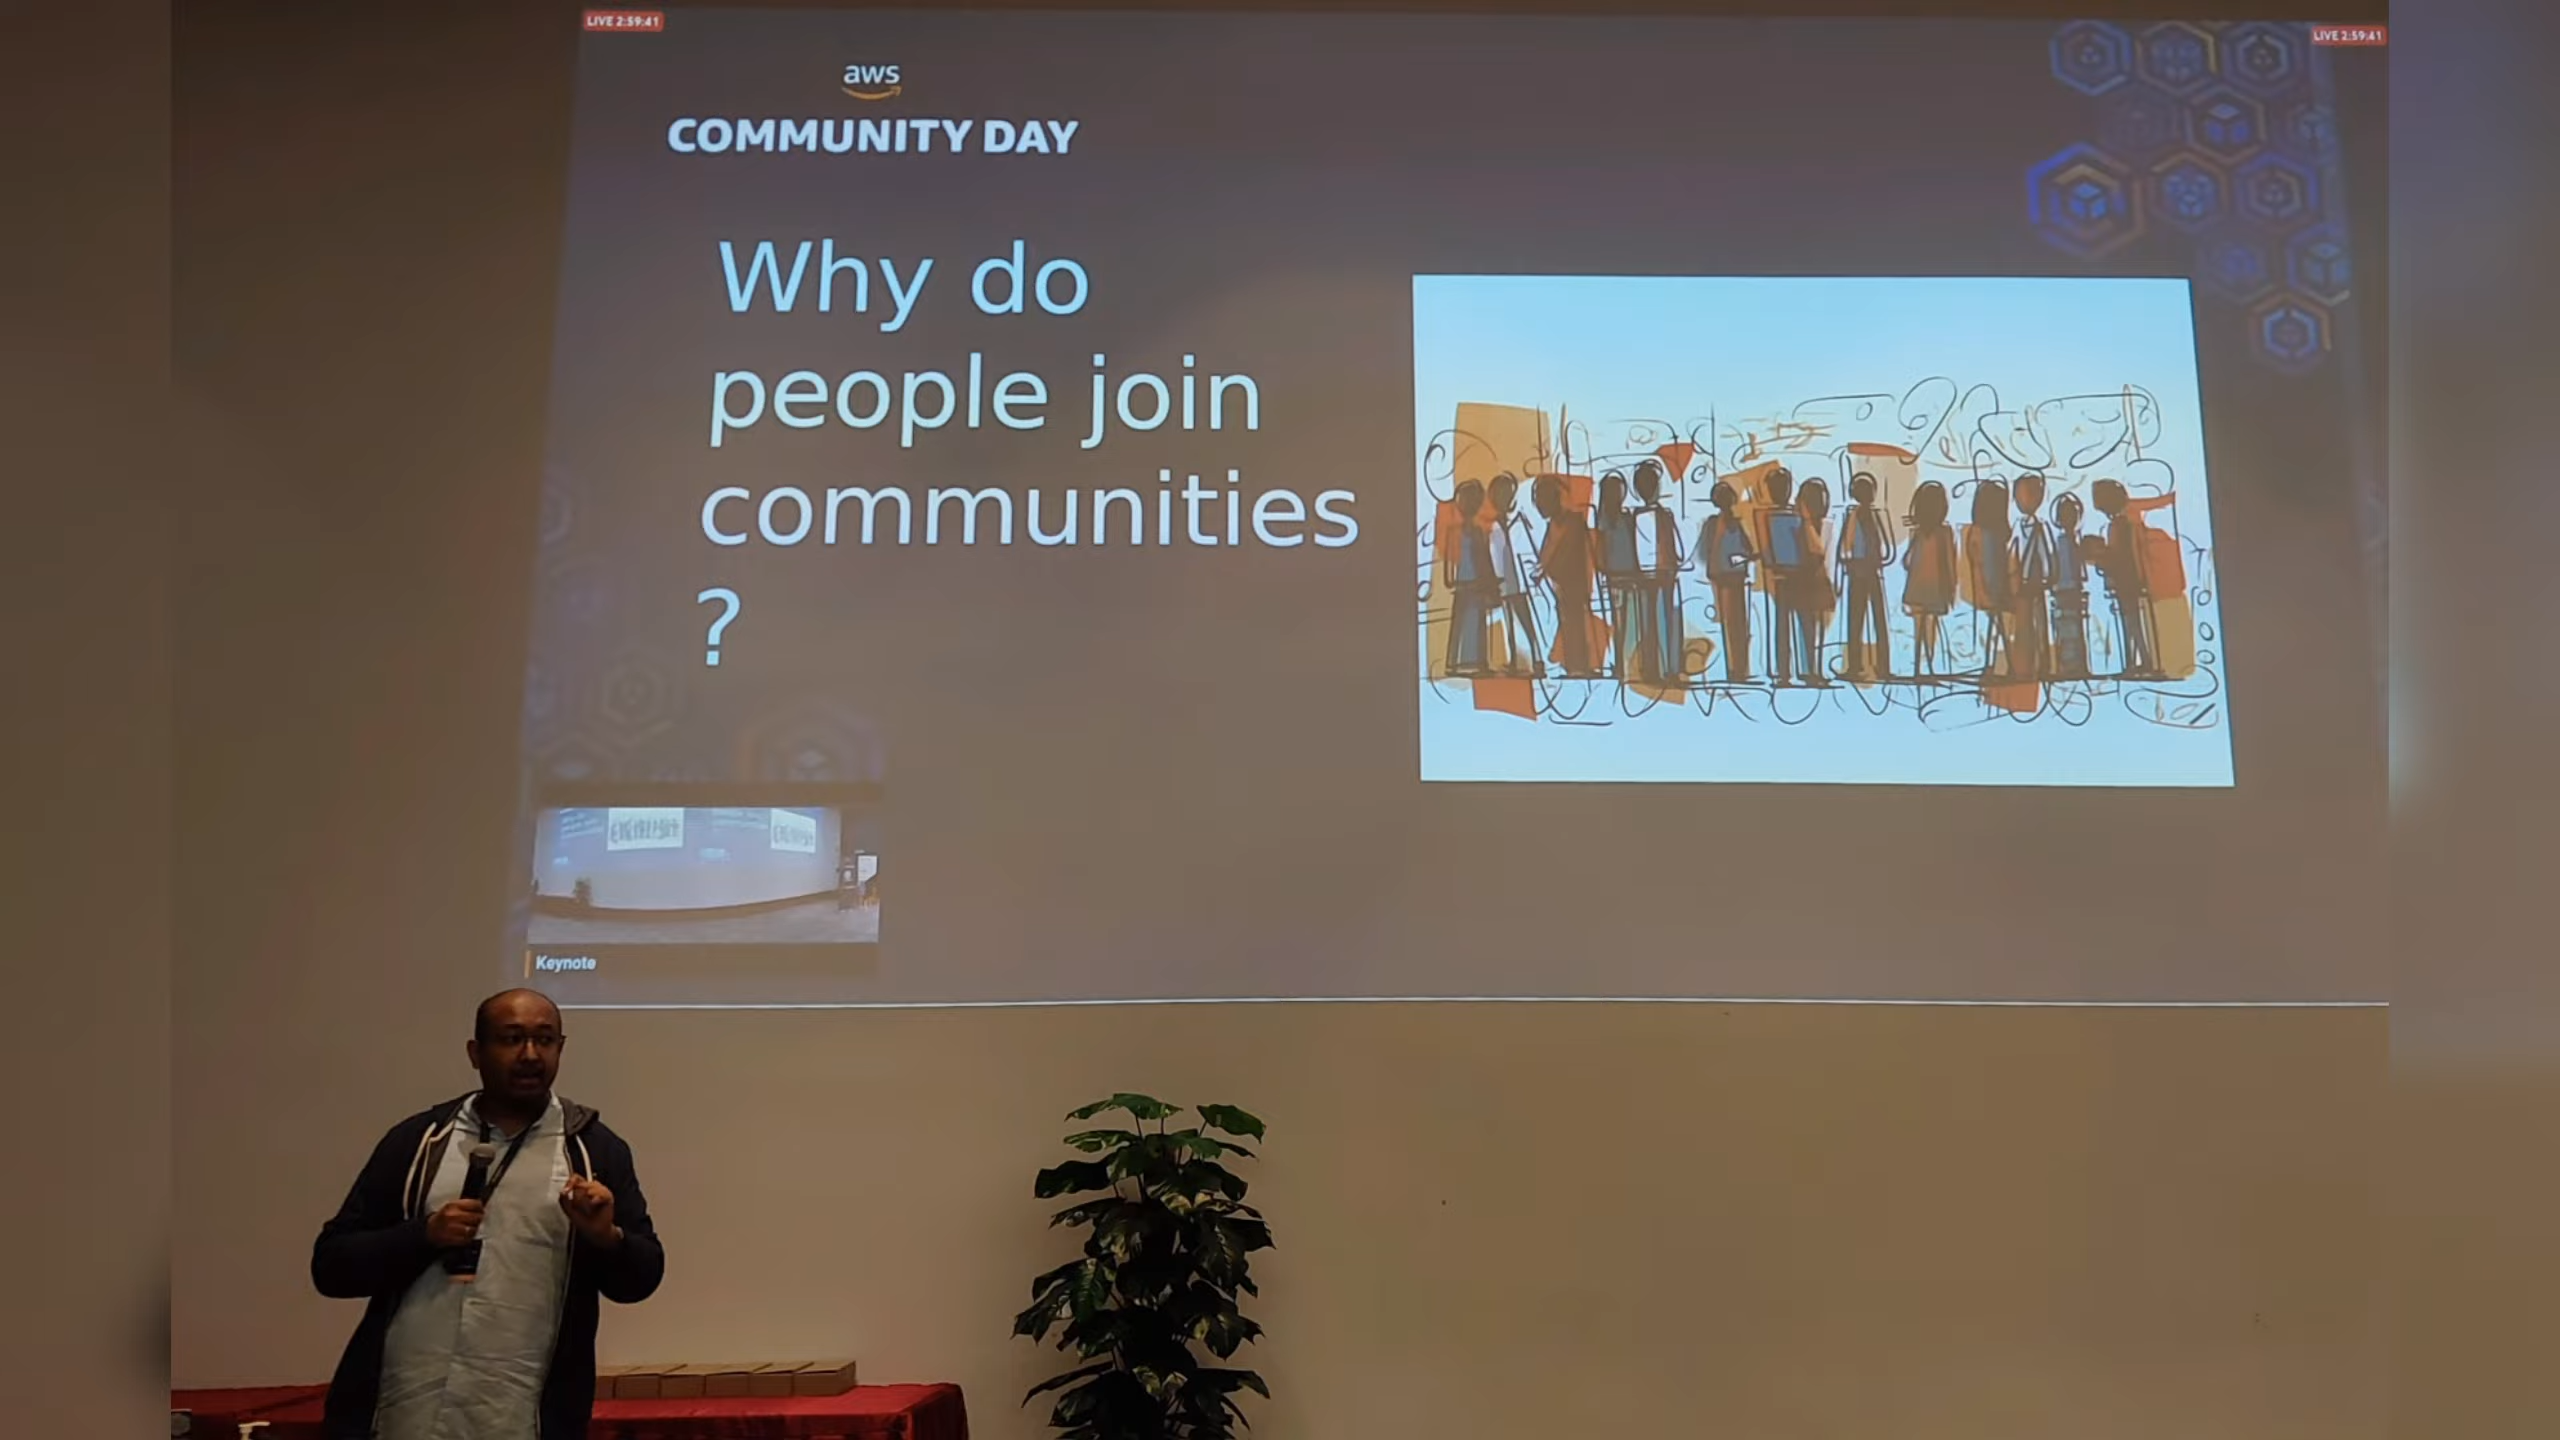 LIVE 2:59:41
LIVE 2:59:41
aws
COMMUNITY DAY
Why do
people join
communities
?
Keynote